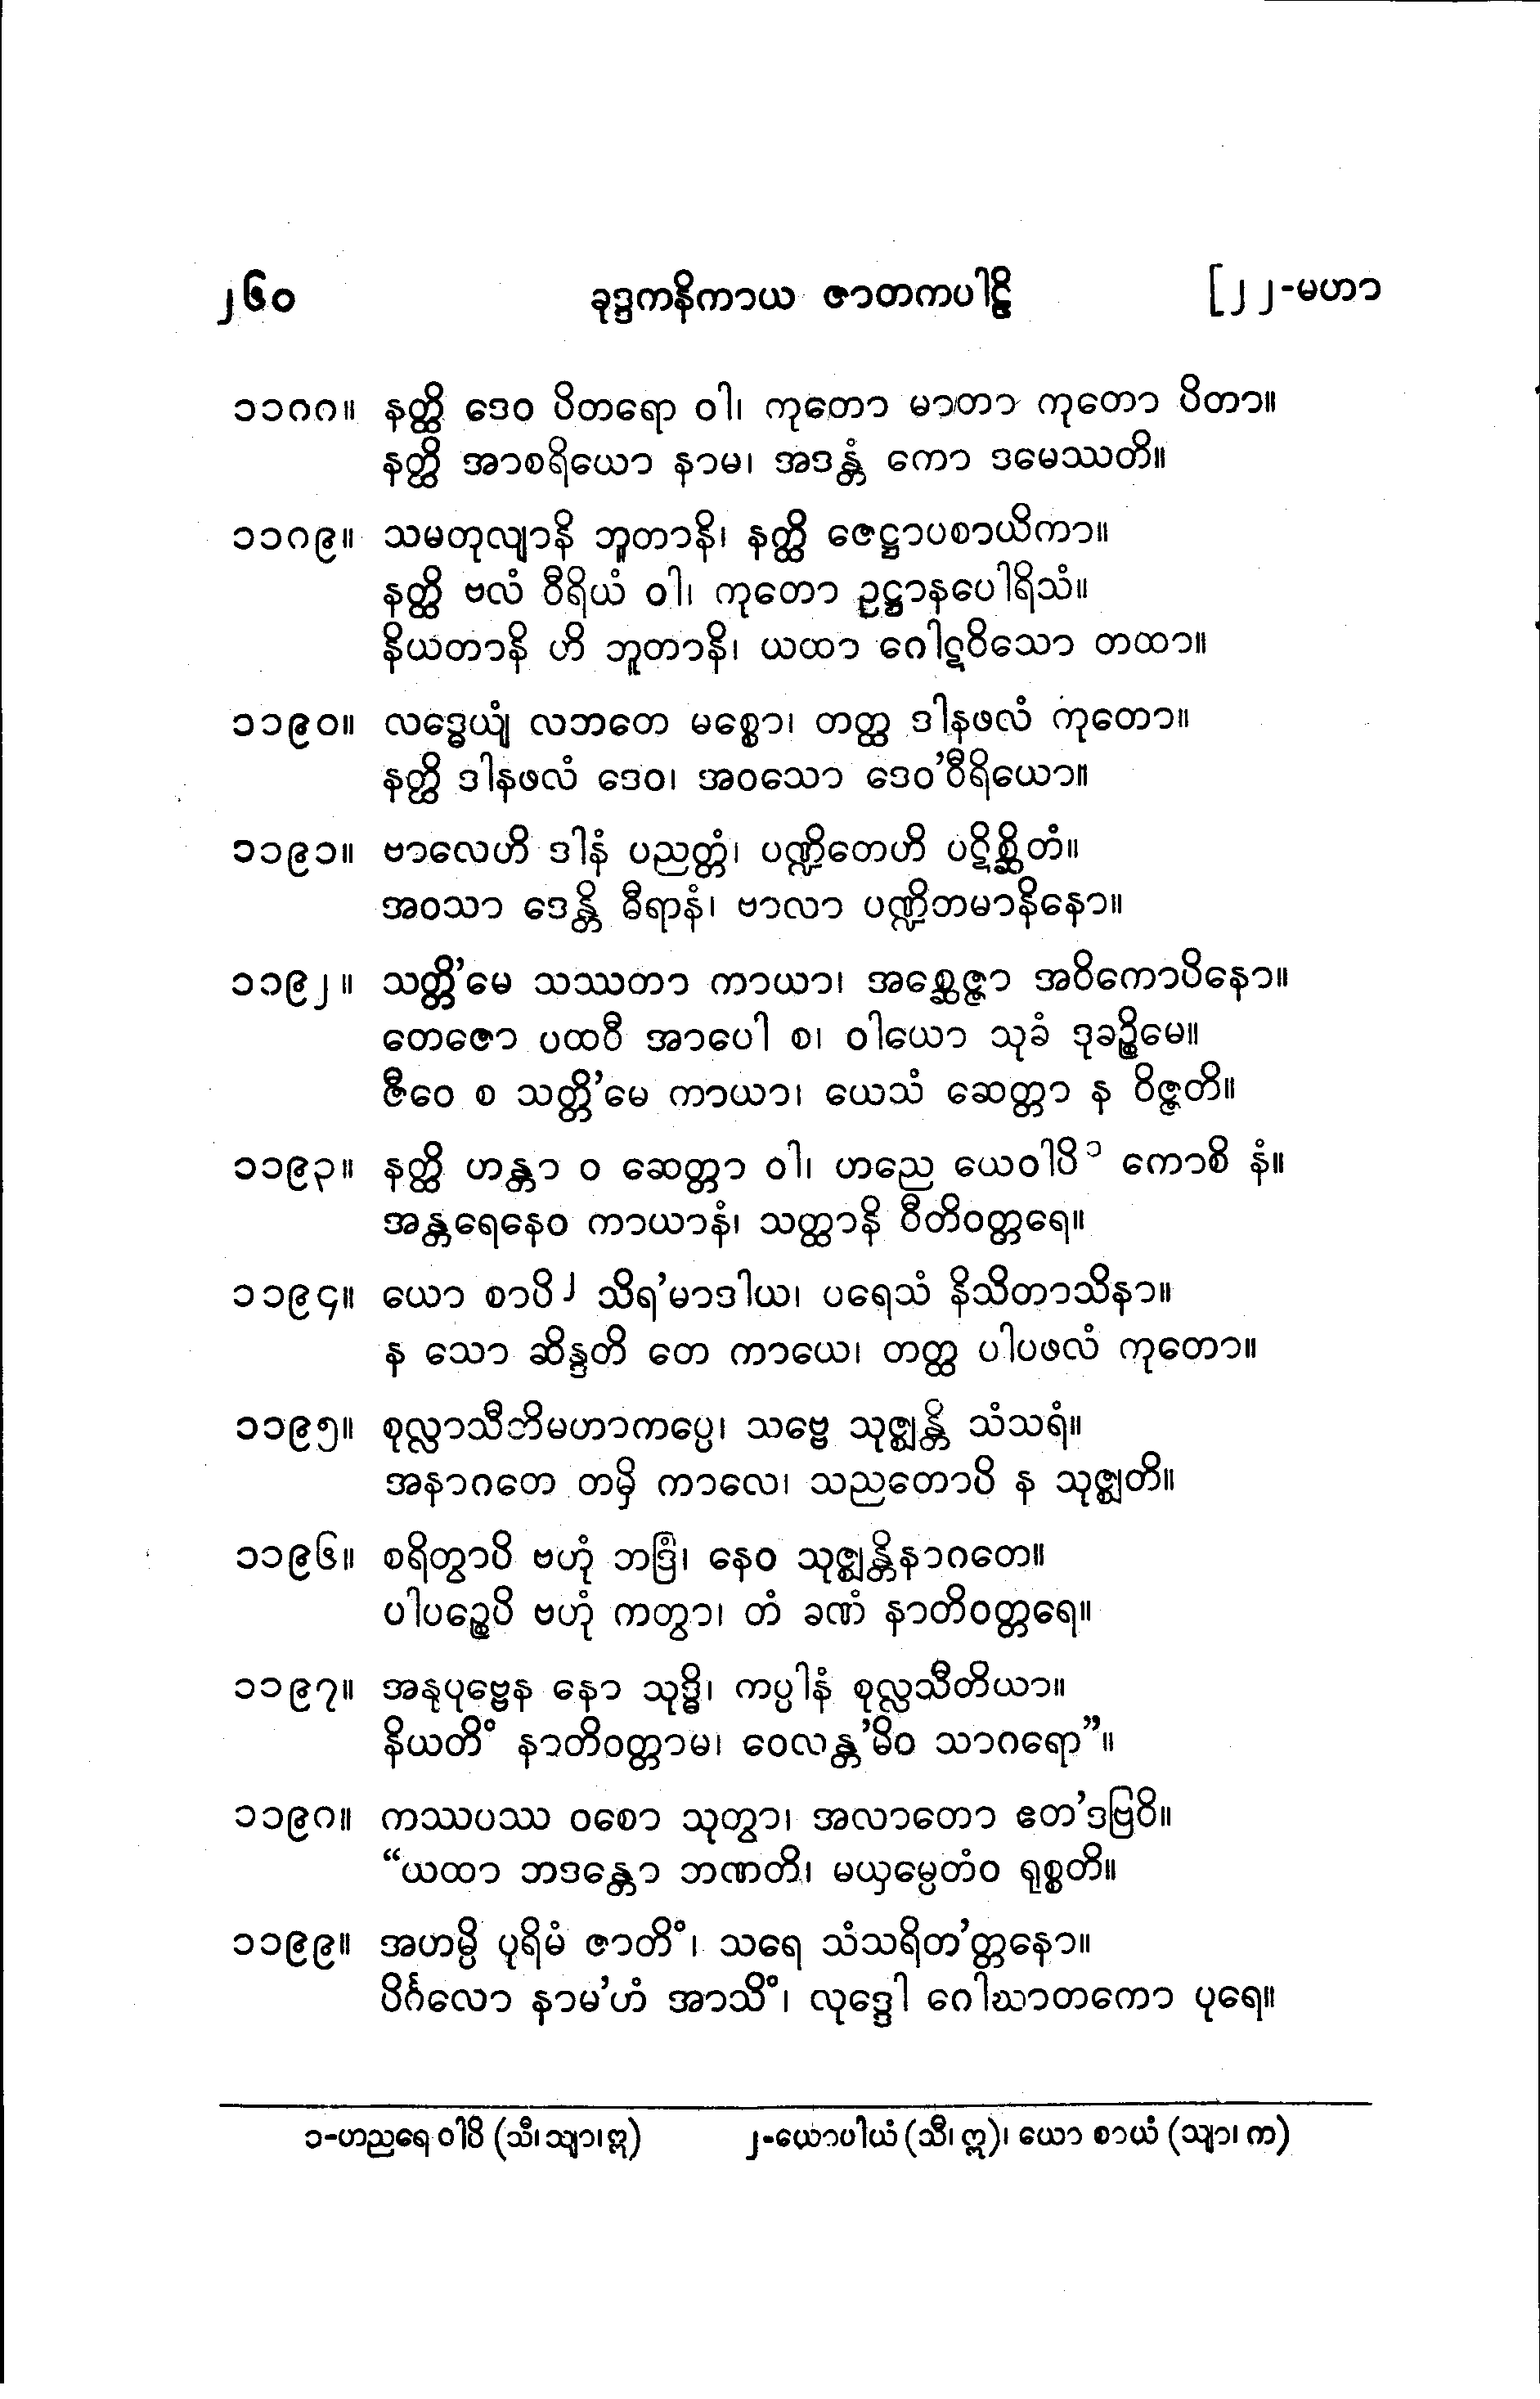 ၂၆၀ ခုဒ္ဒကနိကာယ ဇာတကပါဠိ [၂၂-မဟာ
၁၁၈၈။ နတ္ထိ ဒေဝ ပိတရော ဝါ၊ ကုတော မာတာ ကုတော ပိတာ။
နတ္ထိ အာစရိယော နာမ၊ အဒန္တံ ကော ဒမေဿတိ။
၁၁၈၉။ သမတုလျာနိ ဘူတာနိ၊ နတ္ထိ ဇေဋ္ဌာပစာယိကာ။
နတ္ထိ ဗလံ ဝီရိယံ ဝါ၊ ကုတော ဥဋ္ဌာနပေါရိသံ။
နိယတာနိ ဟိ ဘူတာနိ၊ ယထာ ဂေါဋဝိသော တထာ။
၁၁၉၀။ လဒ္ဓေယျံ လဘတေ မစ္စော၊ တတ္ထ ဒါနဖလံ ကုတော။
နတ္ထိ ဒါနဖလံ ဒေဝ၊ အဝသော ဒေဝ'ဝီရိယော။
၁၁၉၁။ ဗာလေဟိ ဒါနံ ပညတ္တံ၊ ပဏ္ဍိတေဟိ ပဋိစ္ဆိတံ။
အဝသာ ဒေန္တိ ဓီရာနံ၊ ဗာလာ ပဏ္ဍိတမာနိနော။
၁၁၉၂။ သတ္တိ'မေ သဿတာ ကာယာ၊ အစ္ဆေဇ္ဇာ အဝိကောပိနော။
တေဇော ပထဝီ အာပေါ စ၊ ဝါယော သုခံ ဒုခဉ္စိမေ။
ဇီဝေ စ သတ္တိ'မေ ကာယာ၊ ယေသံ ဆေတ္တာ န ဝိဇ္ဇတိ။
၁၁၉၃။ နတ္ထိ ဟန္တာ ဝ ဆေတ္တာ ဝါ၊ ဟညေ ယေဝါပိ ၁ ကောစိ နံ။
အန္တရေနေဝ ကာယာနံ၊ သတ္ထာနိ ဝီတိဝတ္တရေ။
၁၁၉၄။ ယော စာပိ ၂ သိရ'မာဒါယ၊ ပရေသံ နိသိတာသိနာ။
န သော ဆိန္ဒတိ တေ ကာယေ၊ တတ္ထ ပါပဖလံ ကုတော။
၁၁၉၅။ စုလ္လာသီတိမဟာကပ္ပေ၊ သဗ္ဗေ သုဇ္ဈန္တိ သံသရံ။
အနာဂတေ တမှိ ကာလေ၊ သညတောပိ န သုဇ္ဈတိ။
၁၁၉၆။ စရိတွာပိ ဗဟုံ ဘဒြံ၊ နေဝ သုဇ္ဈန္တိနာဂတေ။
ပါပဉ္စေပိ ဗဟုံ ကတွာ၊ တံ ခဏံ နာတိဝတ္တရေ။
၁၁၉၇။ အနုပုဗ္ဗေန နော သုဒ္ဓိ၊ ကပ္ပါနံ စုလ္လသီတိယာ။
နိယတိံ နာတိဝတ္တာမ၊ ဝေလန္တ'မိဝ သာဂရော”။
၁၁၉၈။ ကဿပဿ ဝစော သုတွာ၊ အလာတော ဧတ'ဒဗြဝိ။
“ယထာ ဘဒန္တော ဘဏတိ၊ မယှမ္ပေတံဝ ရုစ္စတိ။
၁၁၉၉။ အဟမ္ပိ ပုရိမံ ဇာတိံ၊ သရေ သံသရိတ'တ္တနော။
ပိင်္ဂလော နာမ'ဟံ အာသိံ၊ လုဒ္ဒေါ ဂေါဃာတကော ပုရေ။
၁-ဟညရေ ဝါပိ (သီ၊ သျာ၊ ဣ) ၂-ယောပါယံ (သီ၊ ဣ)၊ ယော စာယံ (သျာ၊ က)